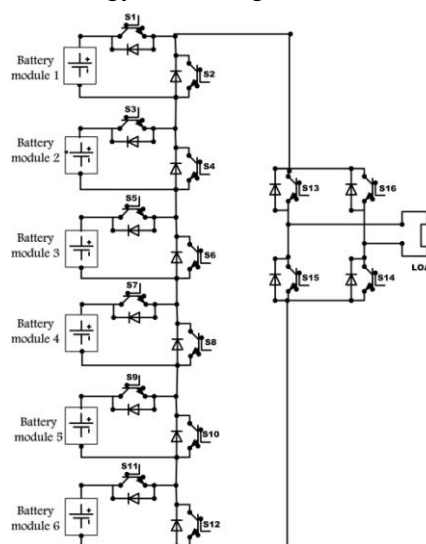 S1
Battery
module 1
S2
S3
Battery
module 2
S4
S5
Battery
module 3
S6
S7
Battery
module 4
S8
S9
Battery
module 5
S10
S11
Battery
module 6
S12
S13
S16
S15
S14
LOA